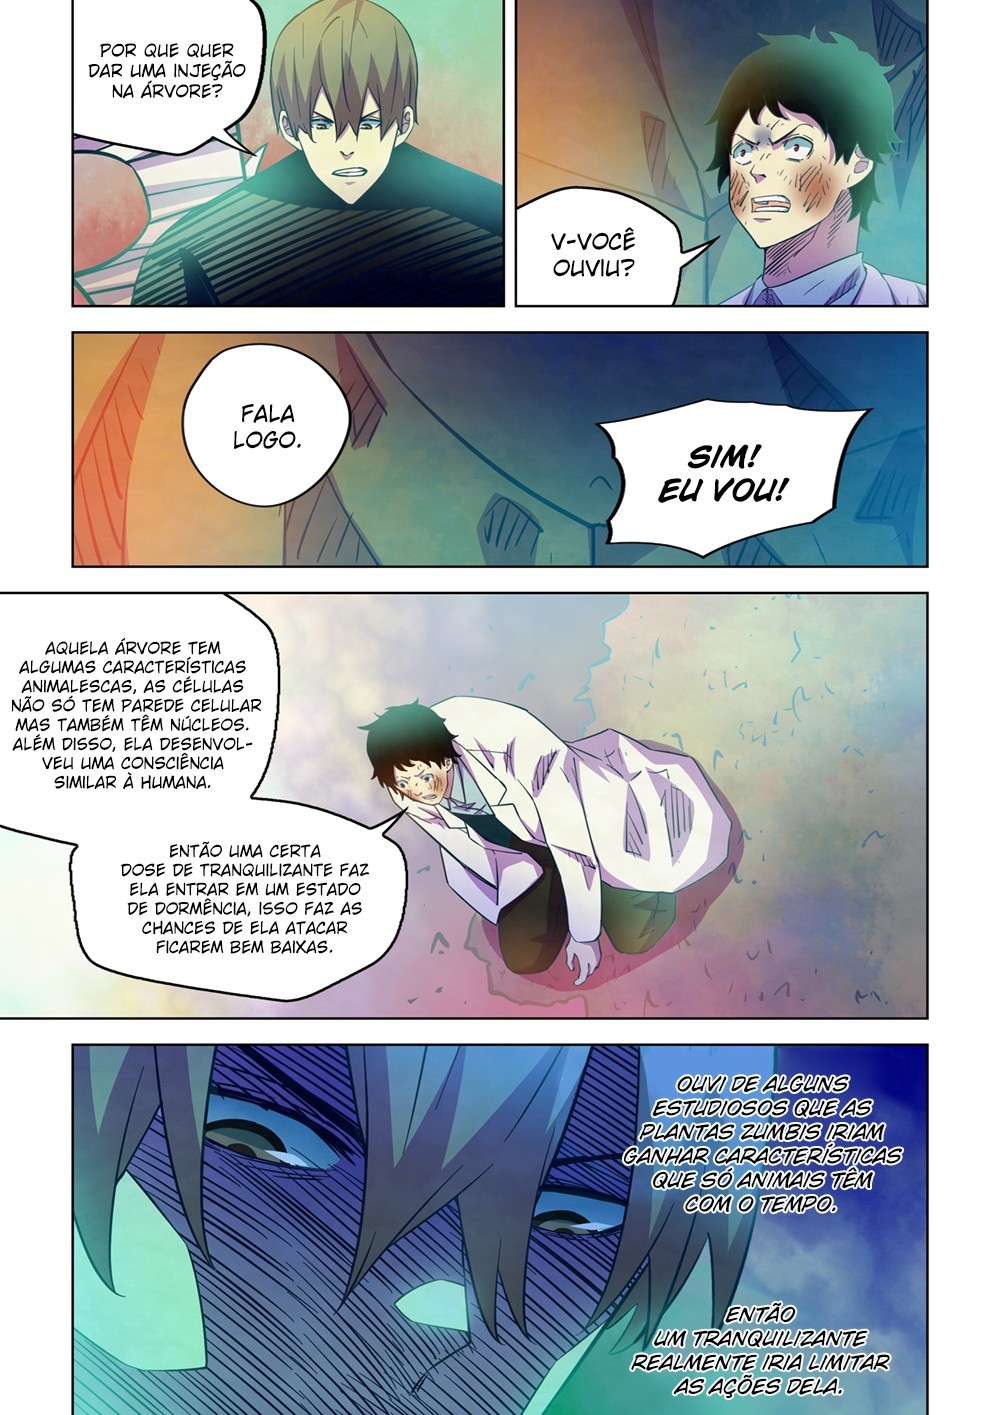 POR QUE QUER
DAR UMA INJEÇÃO
NA ÁRVORE?
V-VOCÊ
OUVIU?
FALA
LOGO.
SIM!
EU VOU!
AQUELA ÁRVORE TEM
ALGUMAS CARACTERÍSTICAS
ANIMALESCAS, AS CÉLULAS
NÃO SÓ TEM PAREDE CELULAR
MAS TAMBÉM TÊM NÚCLEOS.
ALÉM DISSO, ELA DESENVOL-
VEU UMA CONSCIÊNCIA
SIMILAR À HUMANA.
ENTÃO UMA CERTA
DOSE DE TRANQUILIZANTE FAZ
ELA ENTRAR EM UM ESTADO
DE DORMÊNCIA, ISSO FAZ AS
CHANCES DE ELA ATACAR
FICAREM BEM BAIXAS.
OUVI DE ALGUNS
ESTUDIOSOS QUE AS
PLANTAS ZUMBIS IRIAM
GANHAR CARACTERÍSTICAS
QUE SÓ ANIMAIS TÊM
COM O TEMPO.
ENTÃO
UM TRANQUILIZANTE
REALMENTE IRIA LIMITAR
AS AÇÕES DELA.